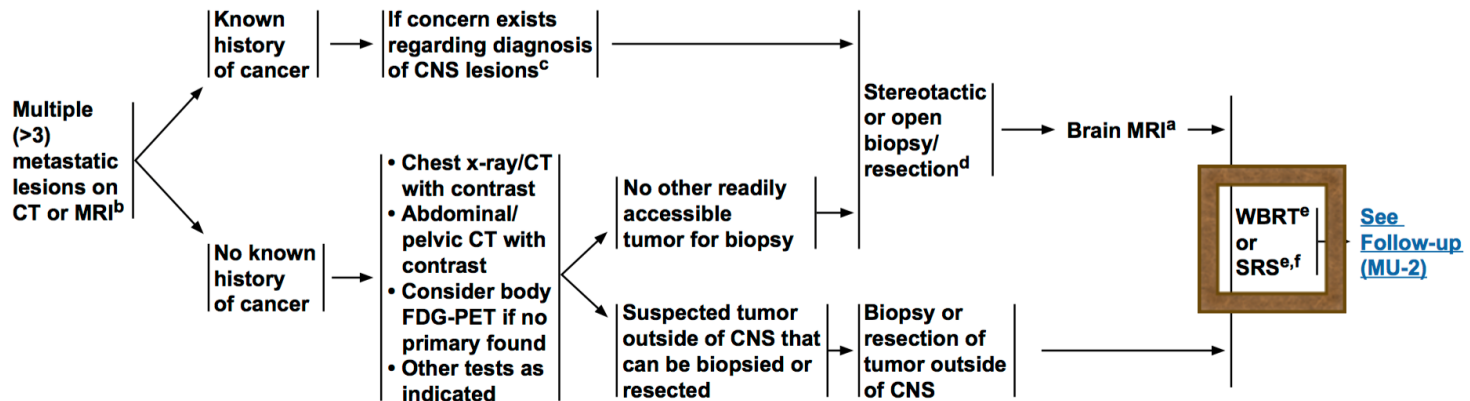 Multiple
(>3)
metastatic
lesions on
CT or MRIᵇ
Known
history
of cancer
If concern exists
regarding diagnosis
of CNS lesionsᶜ
No known
history
of cancer
• Chest x-ray/CT
with contrast
• Abdominal/
pelvic CT with
contrast
• Consider body
FDG-PET if no
primary found
• Other tests as
indicated
No other readily
accessible
tumor for biopsy
Suspected tumor
outside of CNS that
can be biopsied or
resected
Stereotactic
or open
biopsy/
resectionᵈ
Biopsy or
resection of
tumor outside
of CNS
Brain MRIᵃ
WBRTᵉ
or
SRSᵉ,ᶠ
See
Follow-up
(MU-2)